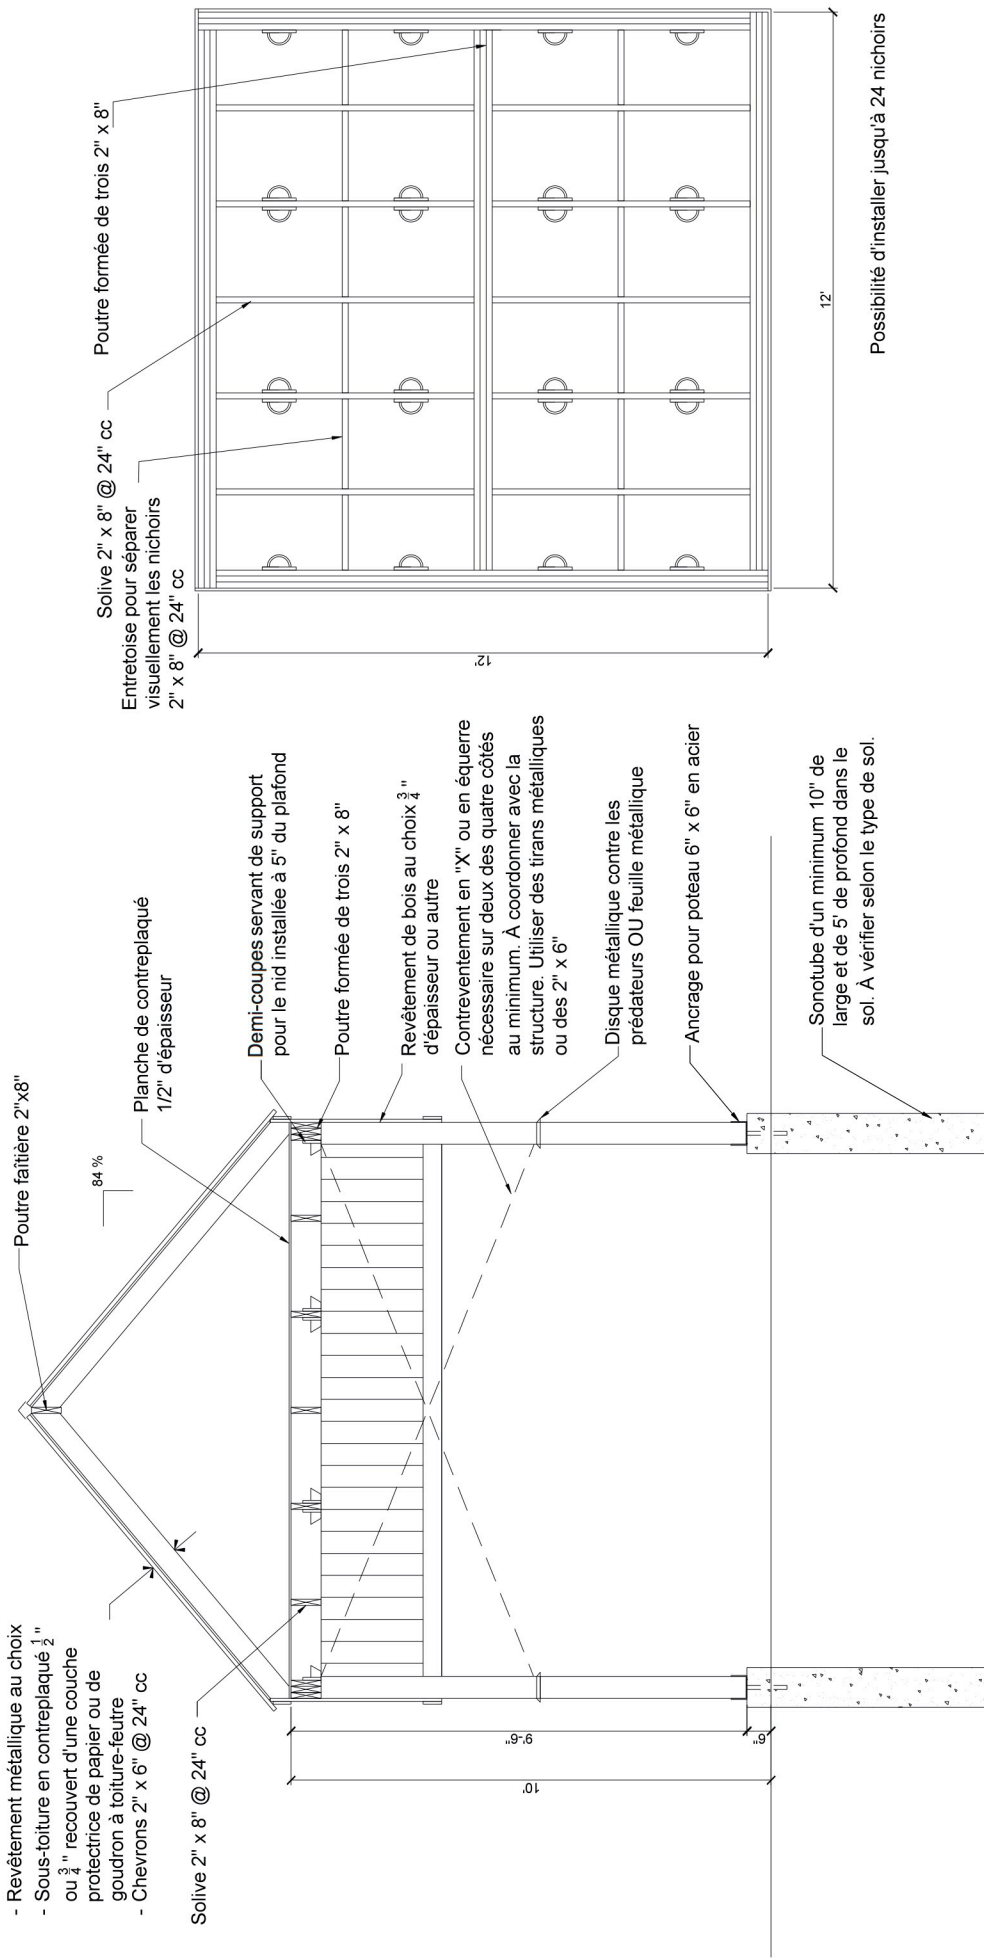 - Revêtement métallique au choix
- Sous-toiture en contreplaqué 1/2 "
ou 3/4 " recouvert d'une couche
protectrice de papier ou de
goudron à toiture-feutre
- Chevrons 2" x 6" @ 24" cc
Solive 2" x 8" @ 24" cc
Poutre faîtière 2"x8"
84 %
Planche de contreplaqué
1/2" d'épaisseur
Demi-coupes servant de support
pour le nid installée à 5" du plafond
Poutre formée de trois 2" x 8"
Revêtement de bois au choix 3/4 "
d'épaisseur ou autre
Contreventement en "X" ou en équerre
nécessaire sur deux des quatre côtés
au minimum. À coordonner avec la
structure. Utiliser des tirans métalliques
ou des 2" x 6"
Disque métallique contre les
prédateurs OU feuille métallique
Ancrage pour poteau 6" x 6" en acier
Sonotube d'un minimum 10" de
large et de 5' de profond dans le
sol. À vérifier selon le type de sol.
9'-6"
6"
10'
Solive 2" x 8" @ 24" cc
Entretoise pour séparer
visuellement les nichoirs
2" x 8" @ 24" cc
Poutre formée de trois 2" x 8"
12'
12'
Possibilité d'installer jusqu'à 24 nichoirs